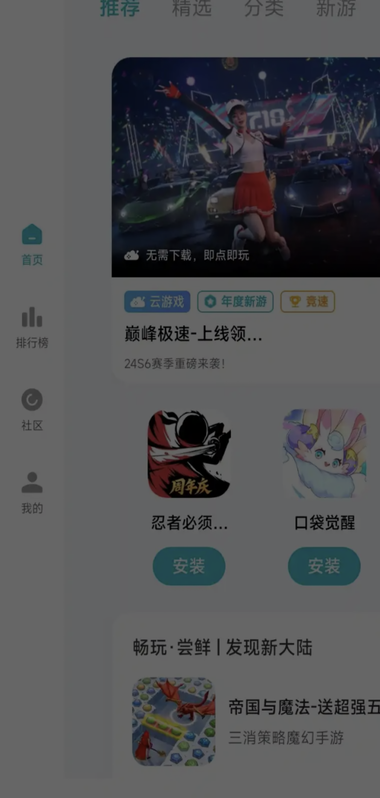 推荐 精选 分类 新游
718
无需下载，即点即玩
云游戏 年度新游 竞速
巅峰极速-上线领...
24S6赛季重磅来袭!
首页
排行榜
社区
我的
周年庆
忍者必须... 口袋觉醒
安装 安装
畅玩·尝鲜 | 发现新大陆
帝国与魔法-送超强五
三消策略魔幻手游